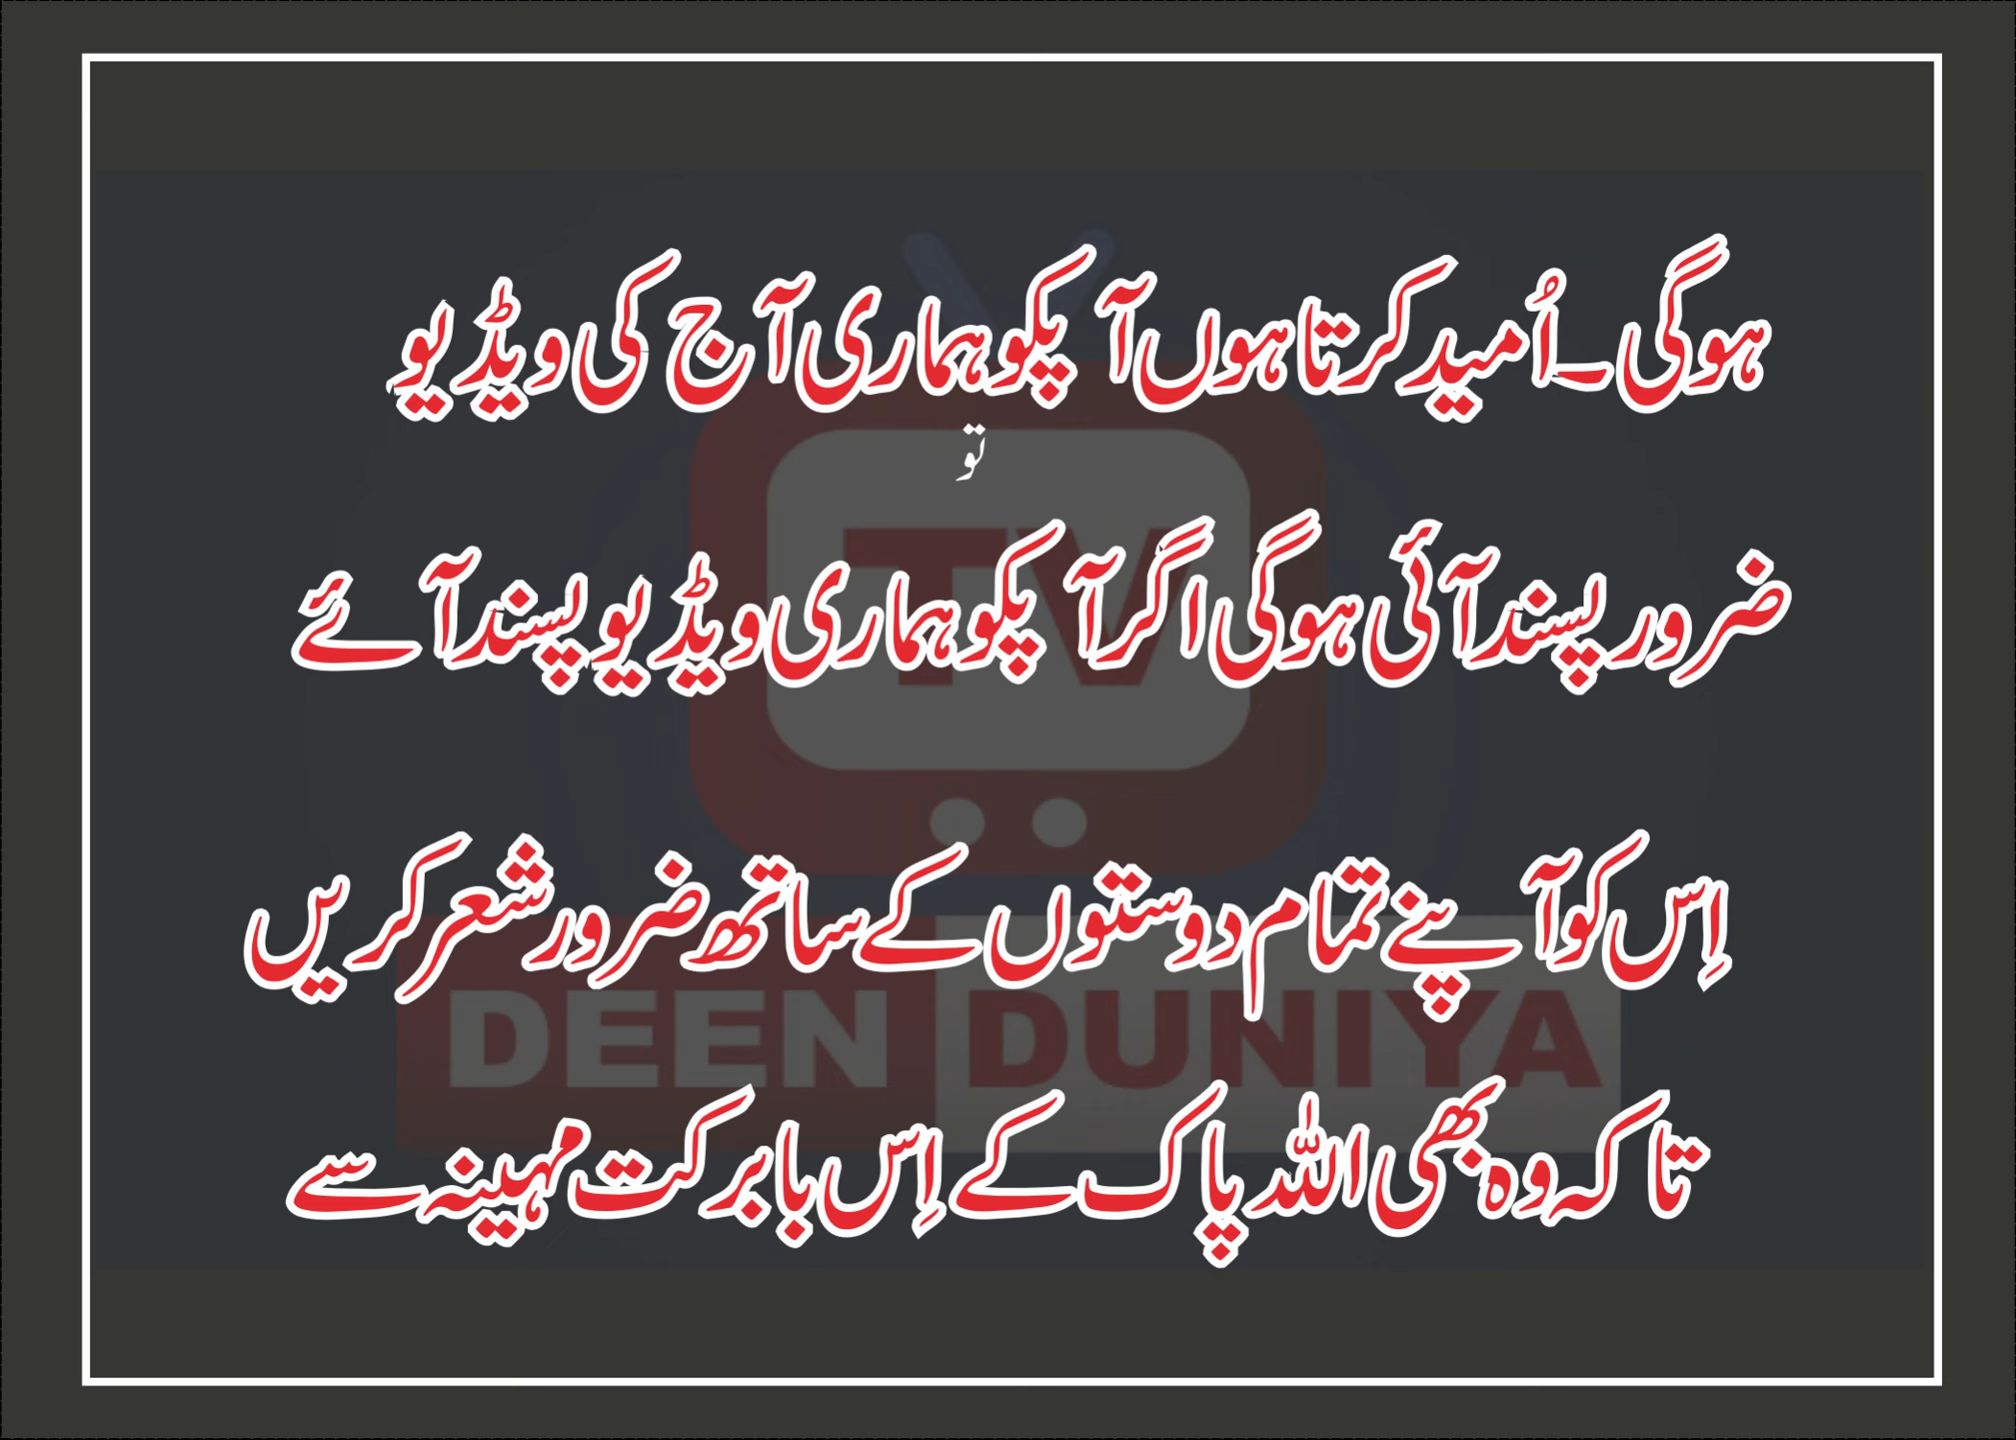 ہوگی۔اُمید کرتا ہوں آپکو ہماری آج کی ویڈیو
تو
TV
ضرور پسند آئی ہوگی اگر آپکو ہماری ویڈیو پسند آئے
اِس کو آپنے تمام دوستوں کے ساتھ ضرور شعر کریں
DEEN DUNIYA
تاکہ وہ بھی اللہ پاک کے اِس بابرکت مہینہ سے